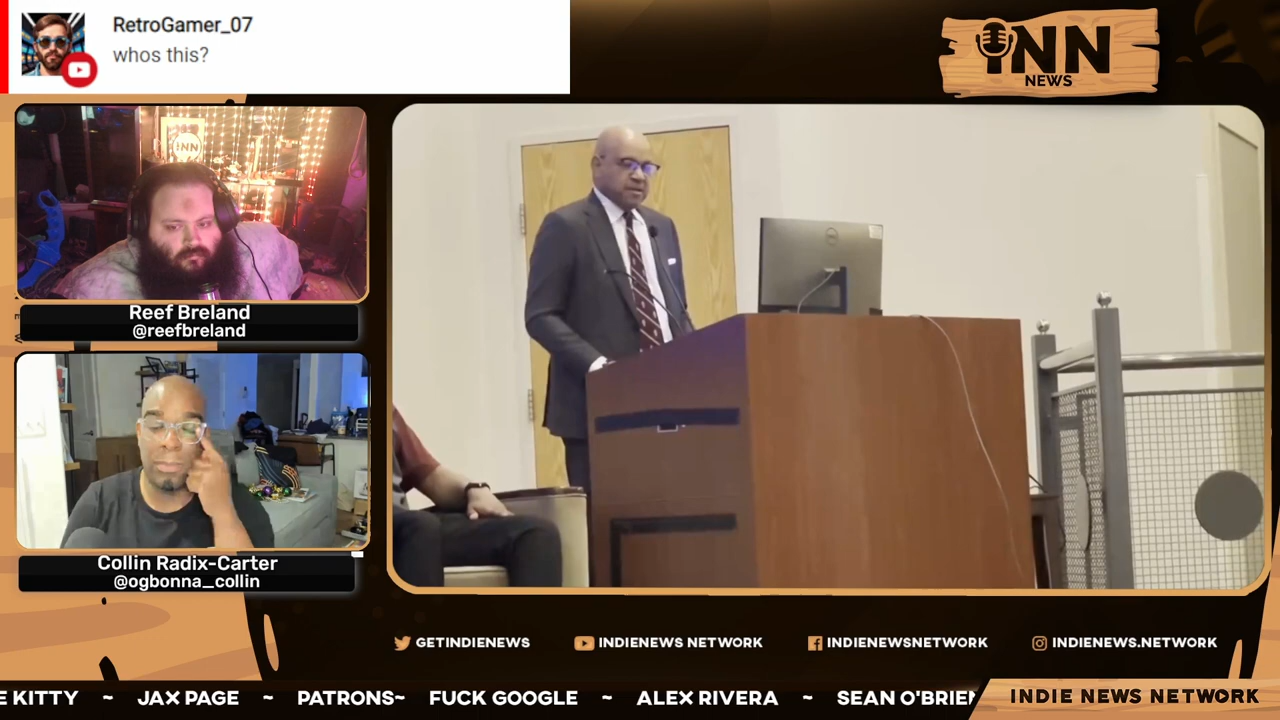 RetroGamer_07
whos this?
iNN
NEWS
iNN
Reef Breland
@reefbreland
Collin Radix-Carter
@ogbonna_collin
GETINDIENEWS
INDIENEWS NETWORK
INDIENEWSNETWORK
INDIENEWS.NETWORK
E KITTY ~ JAX PAGE ~ PATRONS~ FUCK GOOGLE ~ ALEX RIVERA ~ SEAN O'BRIEN
INDIE NEWS NETWORK